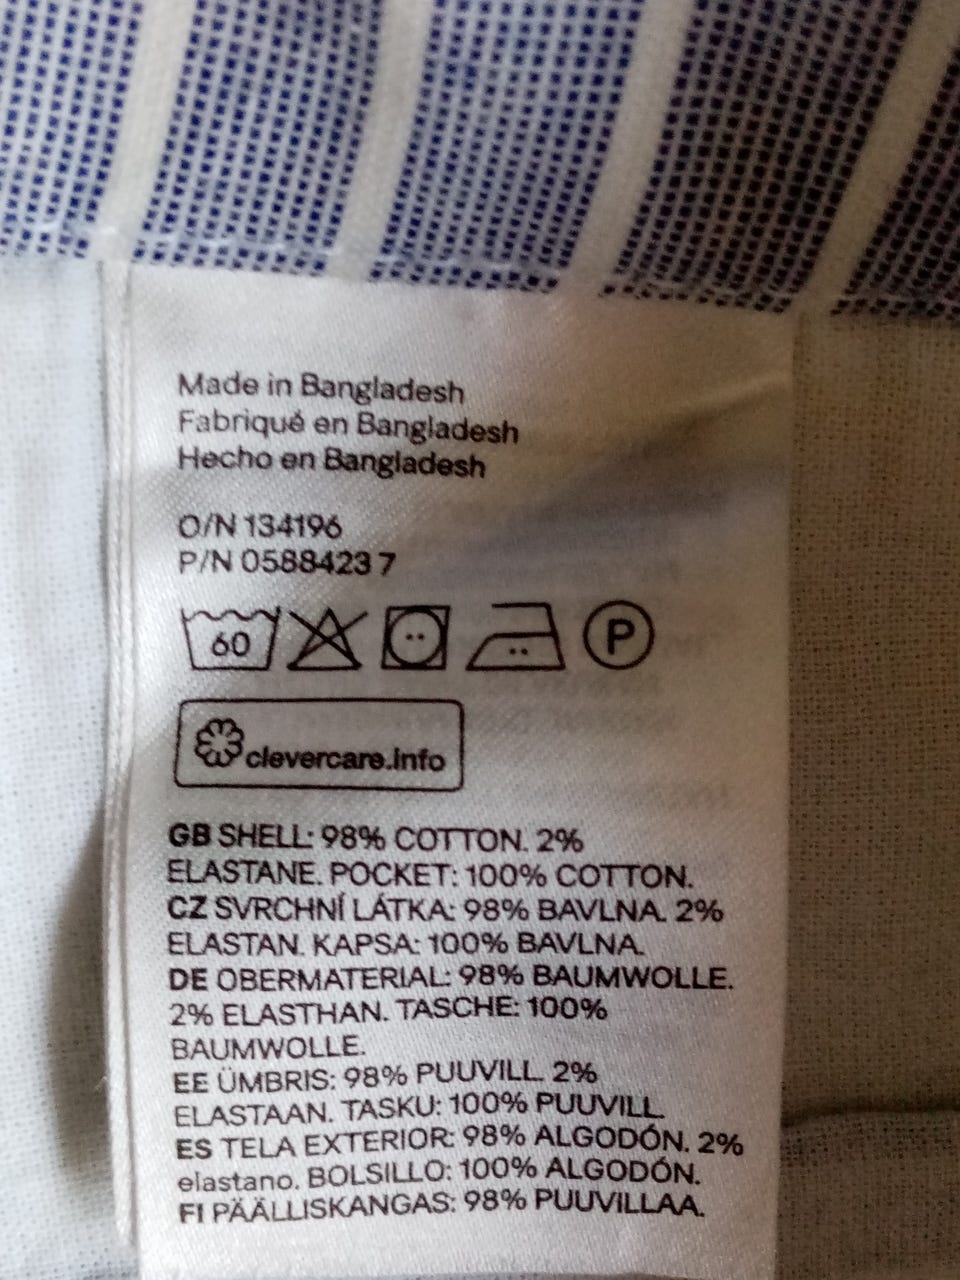 Made in Bangladesh
Fabriqué en Bangladesh
Hecho en Bangladesh
O/N 134196
P/N 0588423 7
60 P
clevercare.info
GB SHELL: 98% COTTON. 2%
ELASTANE. POCKET: 100% COTTON.
CZ SVRCHNÍ LÁTKA: 98% BAVLNA. 2%
ELASTAN. KAPSA: 100% BAVLNA.
DE OBERMATERIAL: 98% BAUMWOLLE.
2% ELASTHAN. TASCHE: 100%
BAUMWOLLE.
EE ÜMBRIS: 98% PUUVILL. 2%
ELASTAAN. TASKU: 100% PUUVILL.
ES TELA EXTERIOR: 98% ALGODÓN. 2%
elastano. BOLSILLO: 100% ALGODÓN.
FI PÄÄLLISKANGAS: 98% PUUVILLAA.